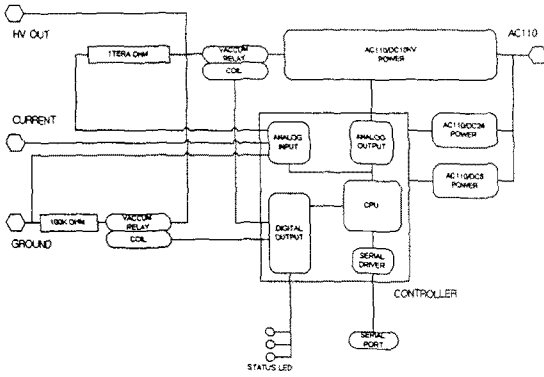 HV OUT
1TERA OHM
VACCUM
RELAY
COIL
AC110/DC10KV
POWER
AC110
CURRENT
ANALOG
INPUT
ANALOG
OUTPUT
AC110/DC24
POWER
AC110/DC5
POWER
100K OHM
VACCUM
RELAY
COIL
GROUND
DIGITAL
OUTPUT
CPU
SERIAL
DRIVER
CONTROLLER
SERIAL
PORT
STATUS LED